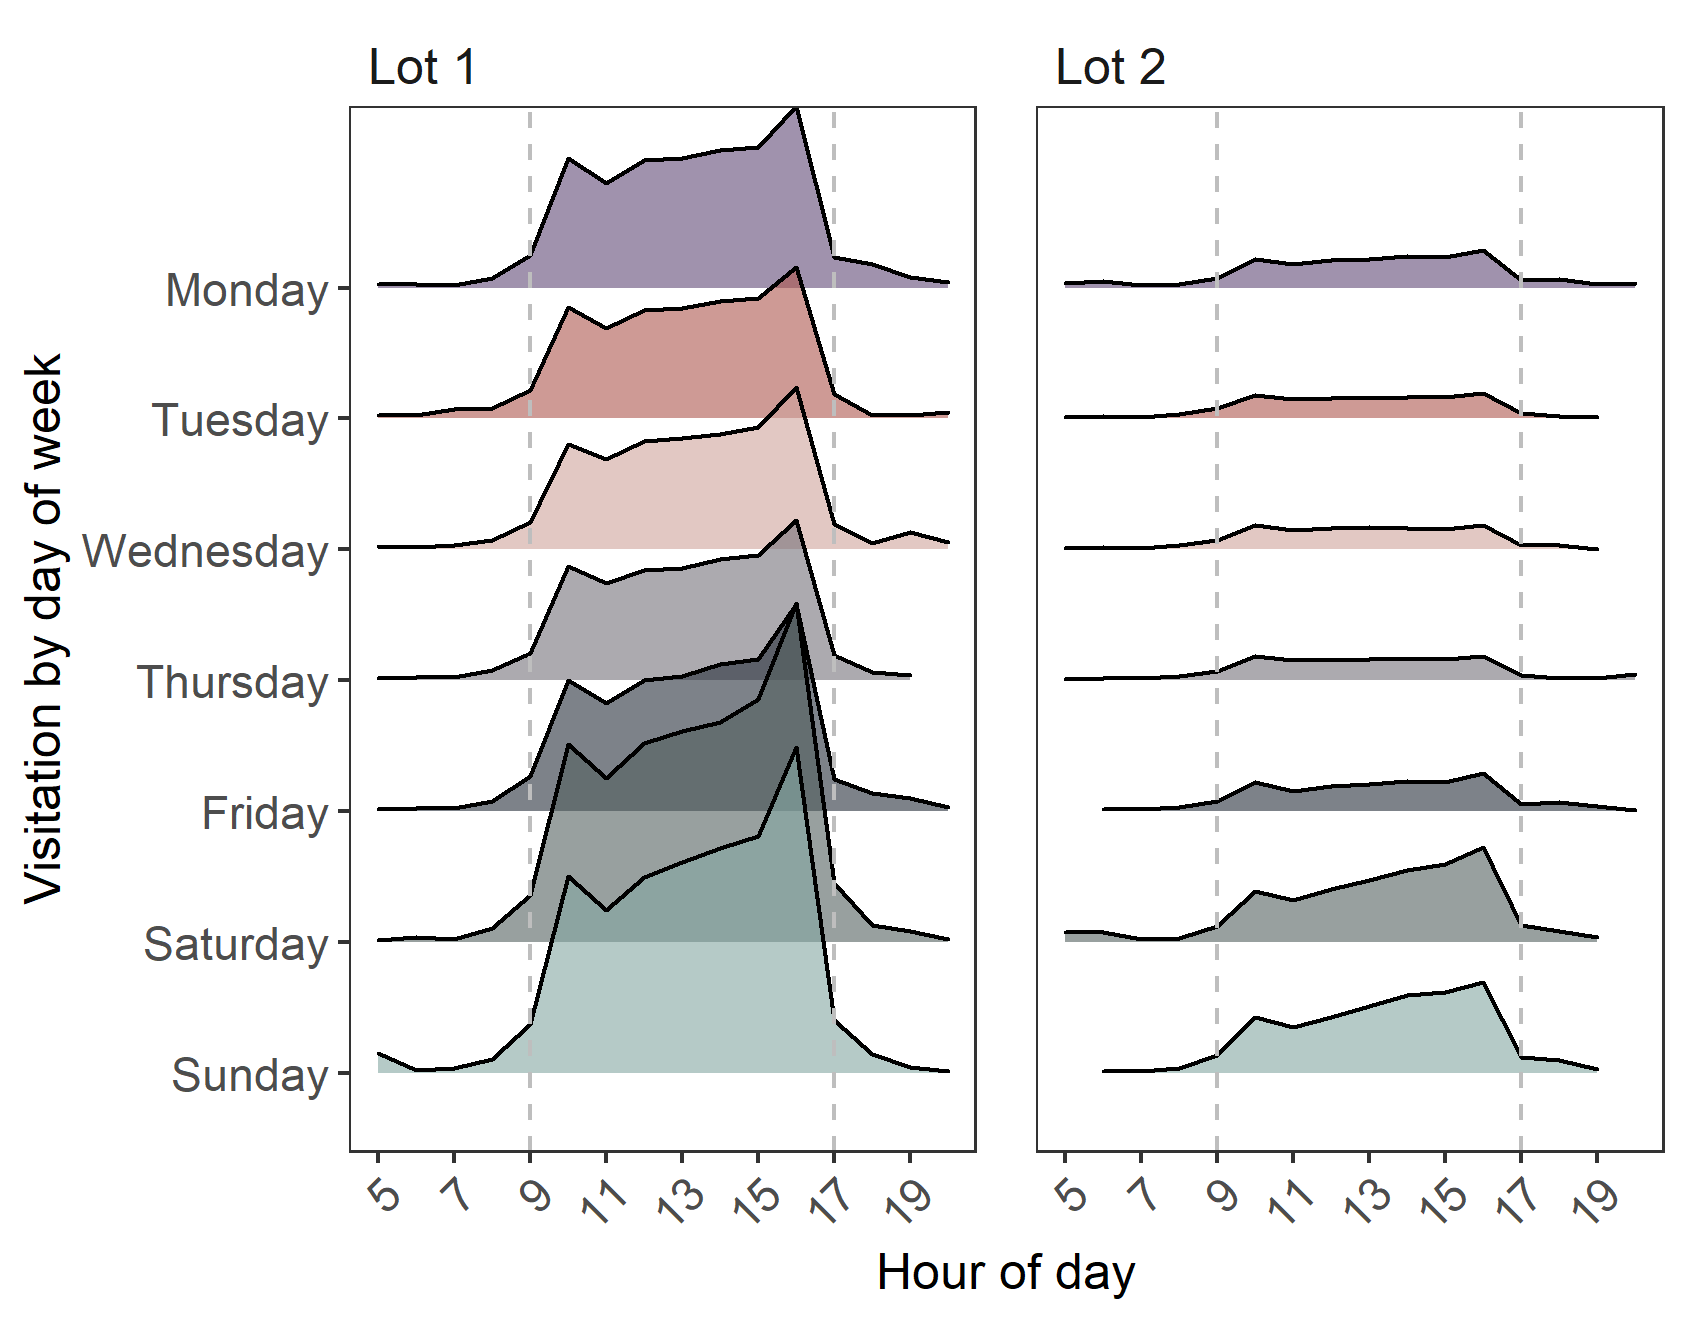 Lot 1
Lot 2
Visitation by day of week
Monday
Tuesday
Wednesday
Thursday
Friday
Saturday
Sunday
5 7 9 11 13 15 17 19
5 7 9 11 13 15 17 19
Hour of day